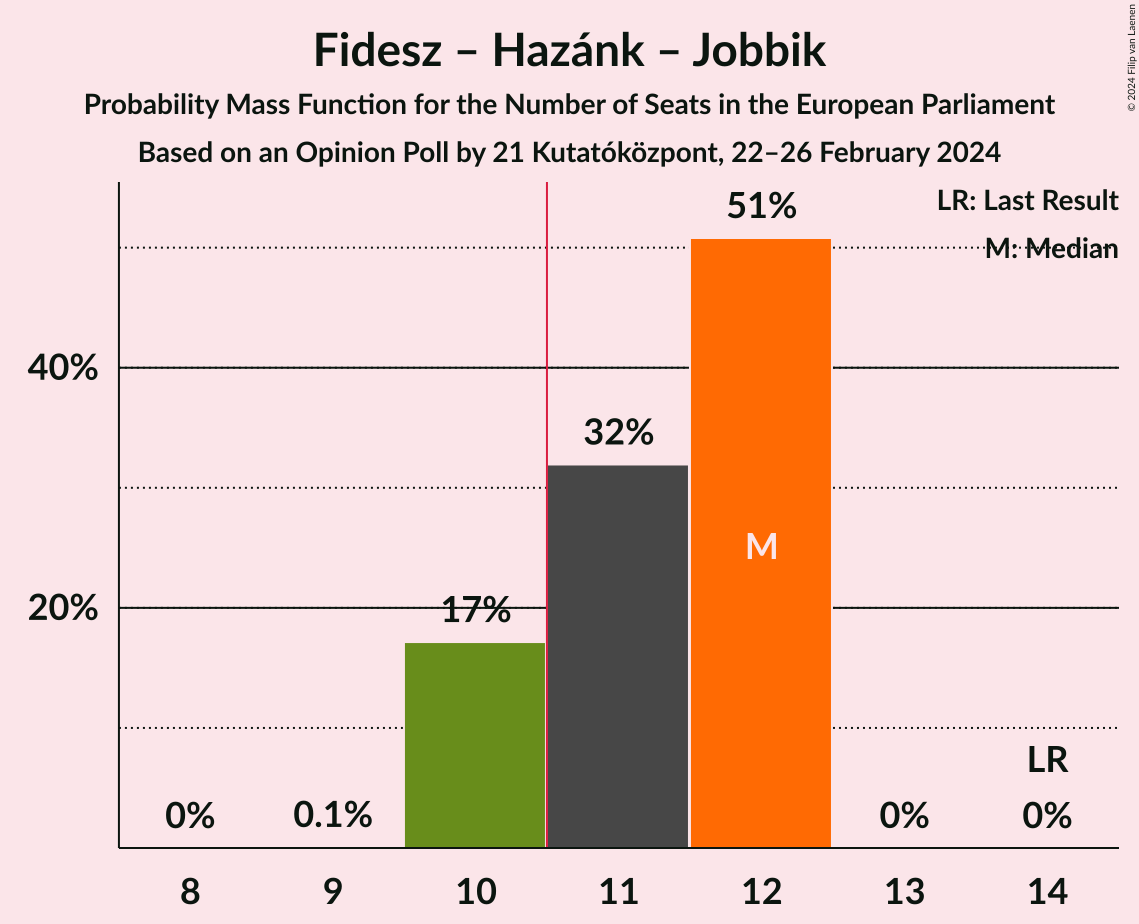 Fidesz – Hazánk – Jobbik
Probability Mass Function for the Number of Seats in the European Parliament
Based on an Opinion Poll by 21 Kutatóközpont, 22–26 February 2024
© 2024 Filip van Laenen
LR: Last Result
M: Median
51%
40%
32%
M
20%
17%
LR
0%
0.1%
0%
0%
8
9
10
11
12
13
14